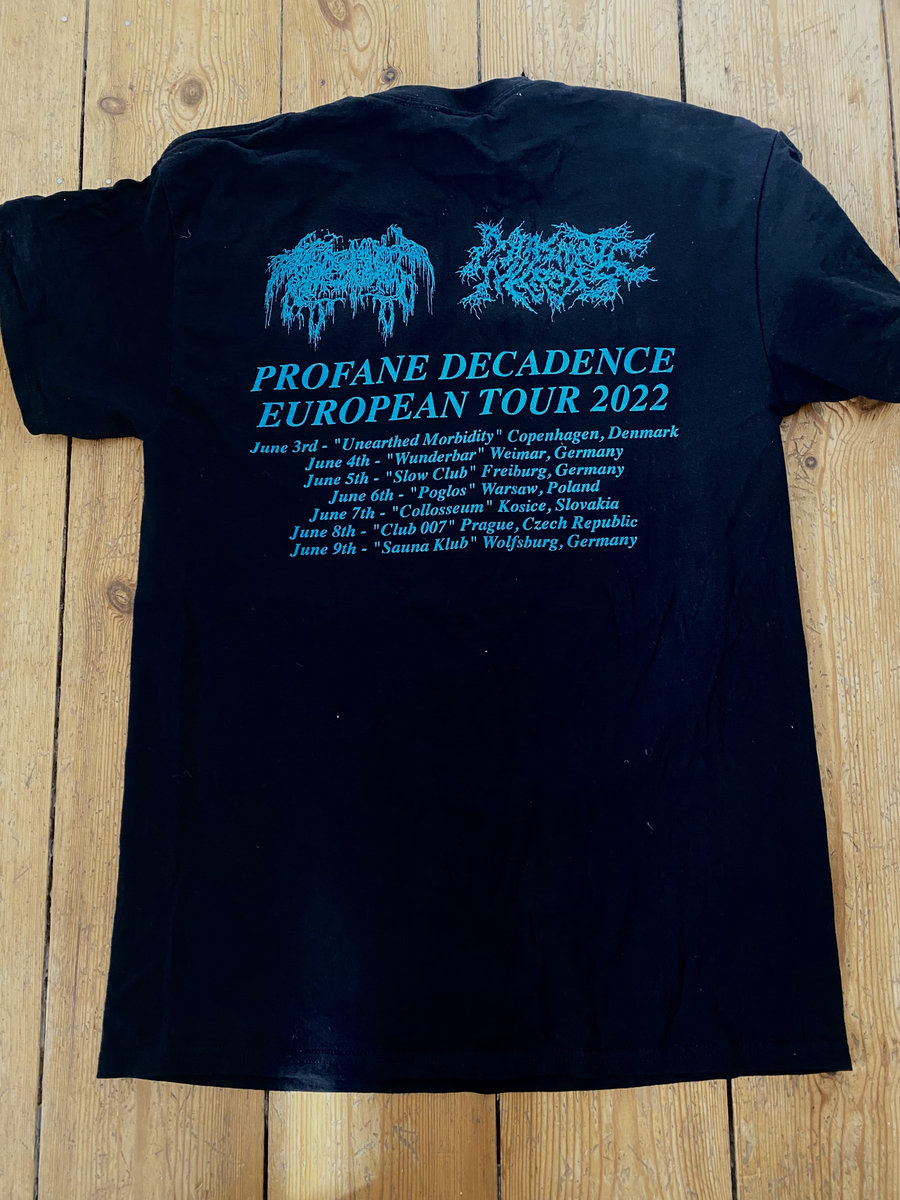 PROFANE DECADENCE
EUROPEAN TOUR 2022
June 3rd - "Unearthed Morbidity" Copenhagen, Denmark
June 4th - "Wunderbar" Weimar, Germany
June 5th - "Slow Club" Freiburg, Germany
June 6th - "Poglos" Warsaw, Poland
June 7th - "Collosseum" Kosice, Slovakia
June 8th - "Club 007" Prague, Czech Republic
June 9th - "Sauna Klub" Wolfsburg, Germany